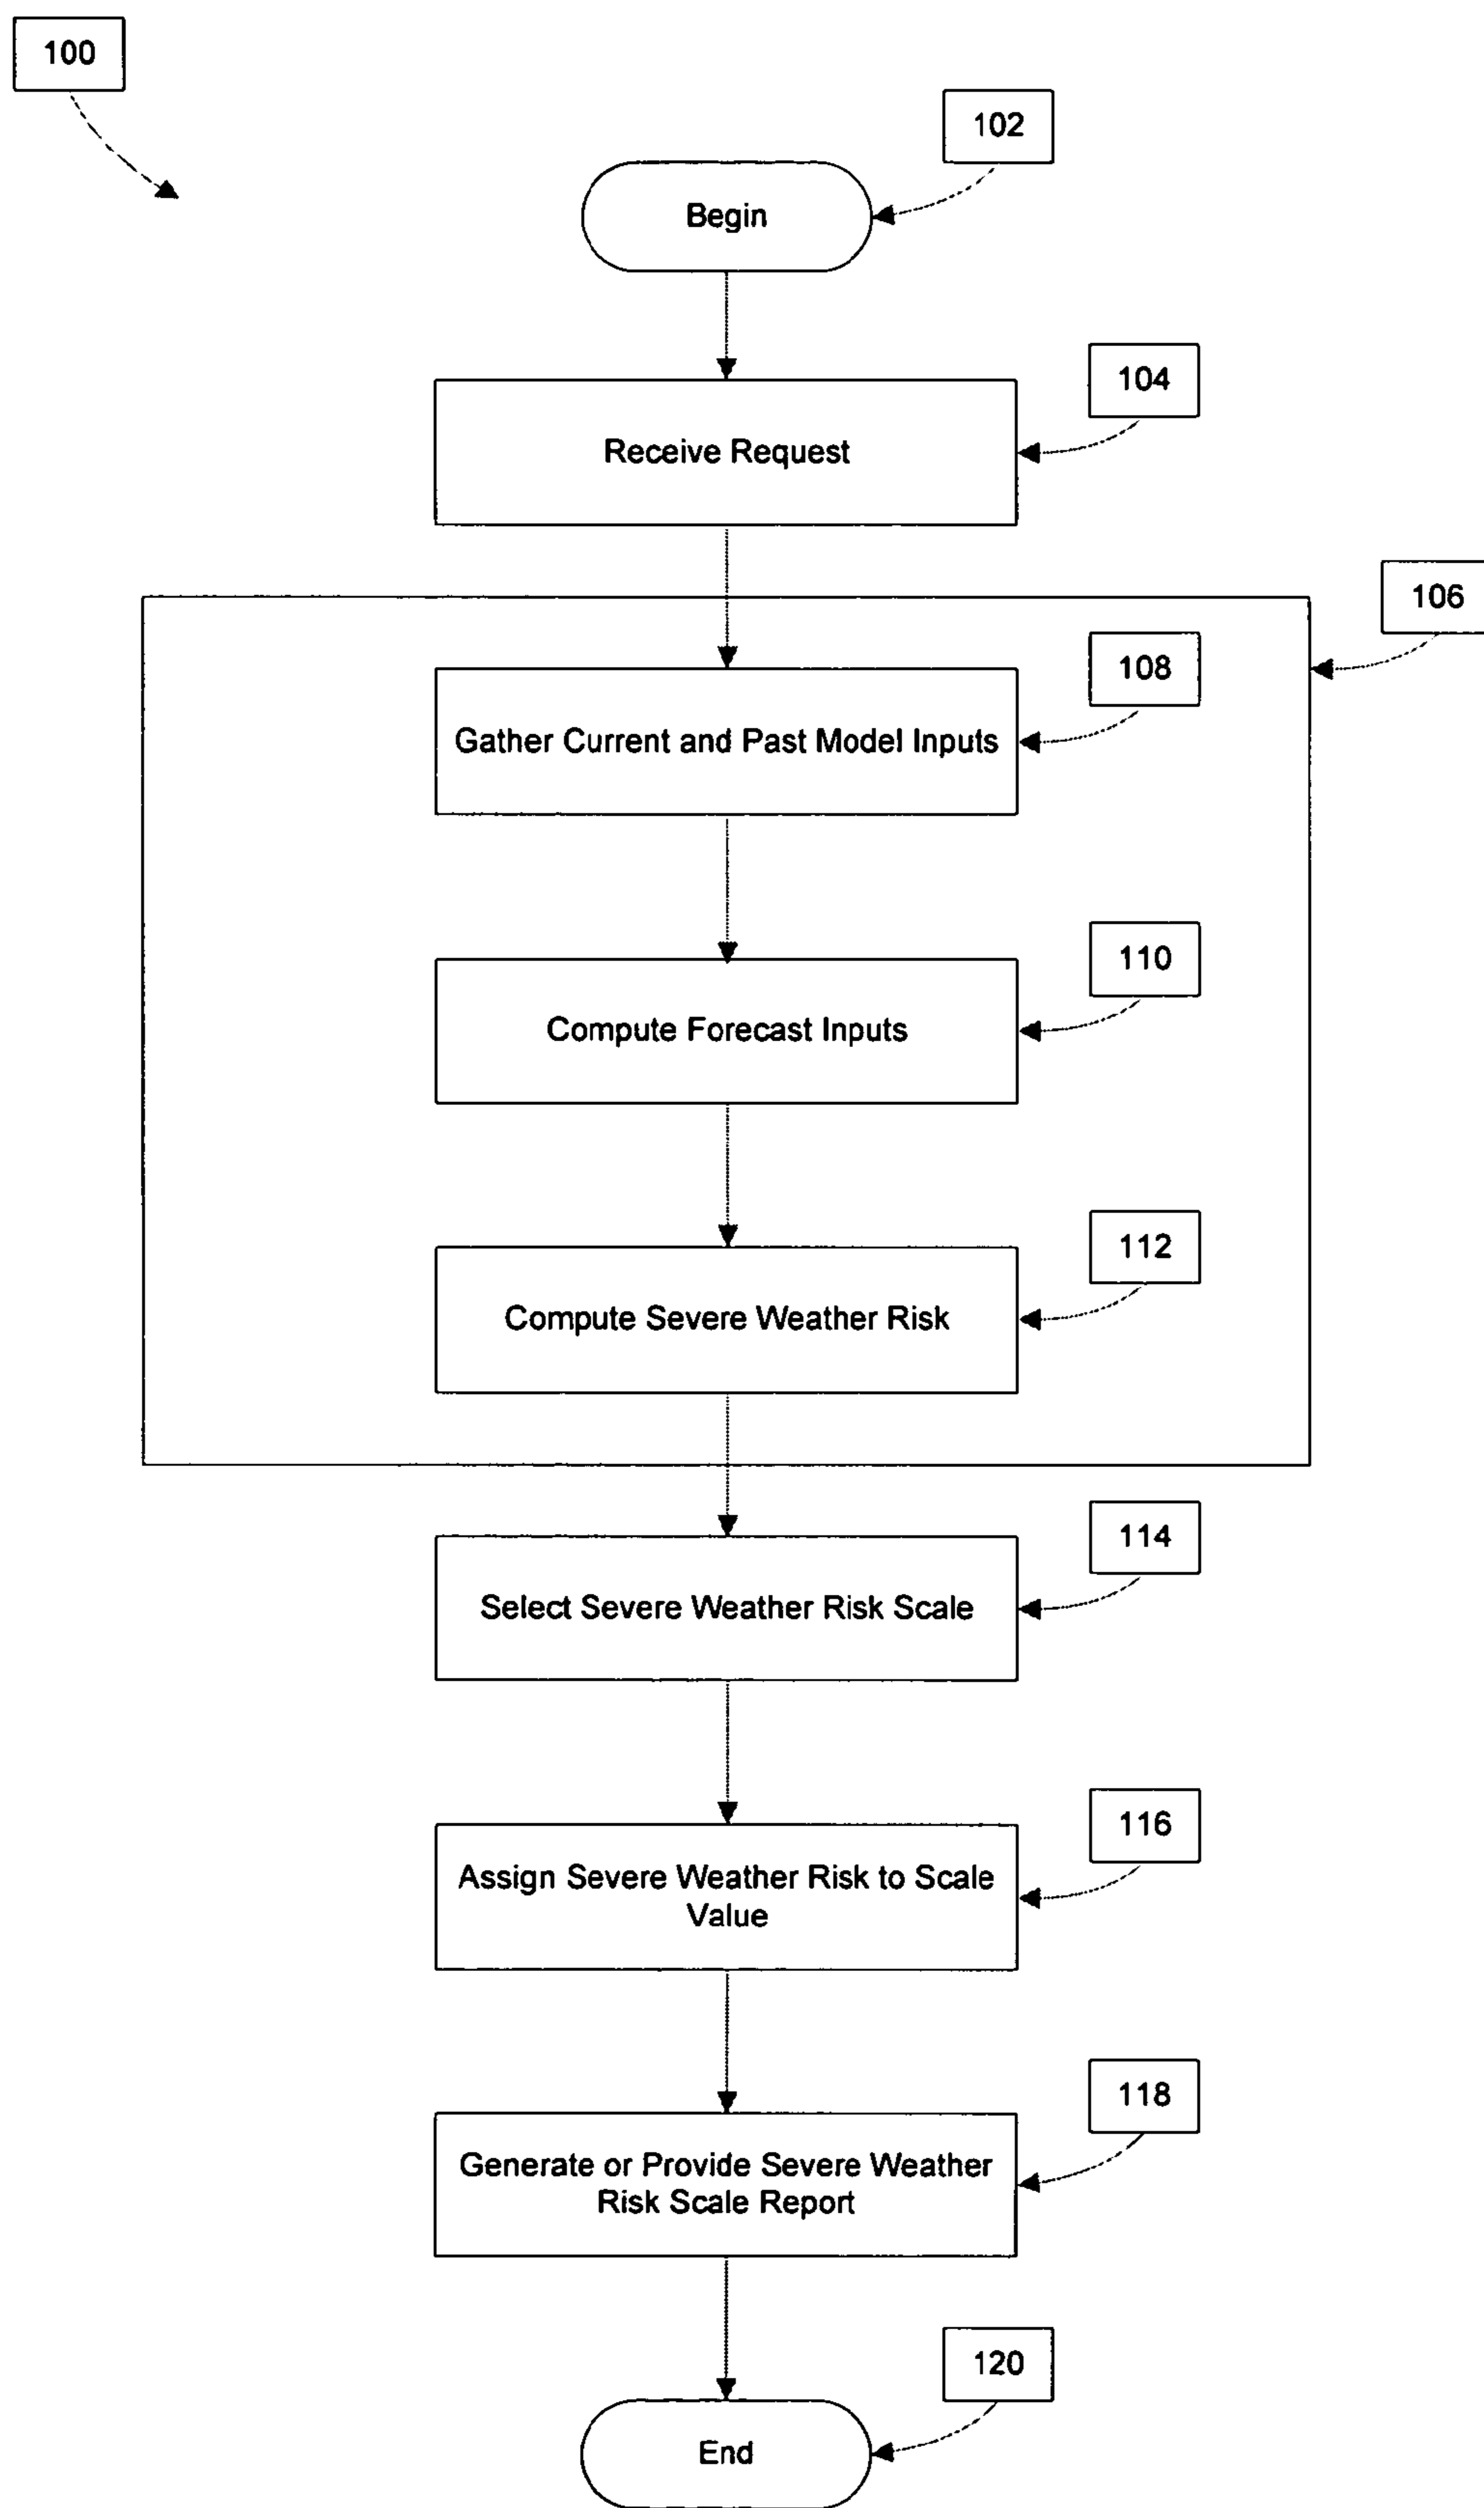 100
102
Begin
104
Receive Request
106
108
Gather Current and Past Model Inputs
110
Compute Forecast Inputs
112
Compute Severe Weather Risk
114
Select Severe Weather Risk Scale
116
Assign Severe Weather Risk to Scale
Value
118
Generate or Provide Severe Weather
Risk Scale Report
120
End